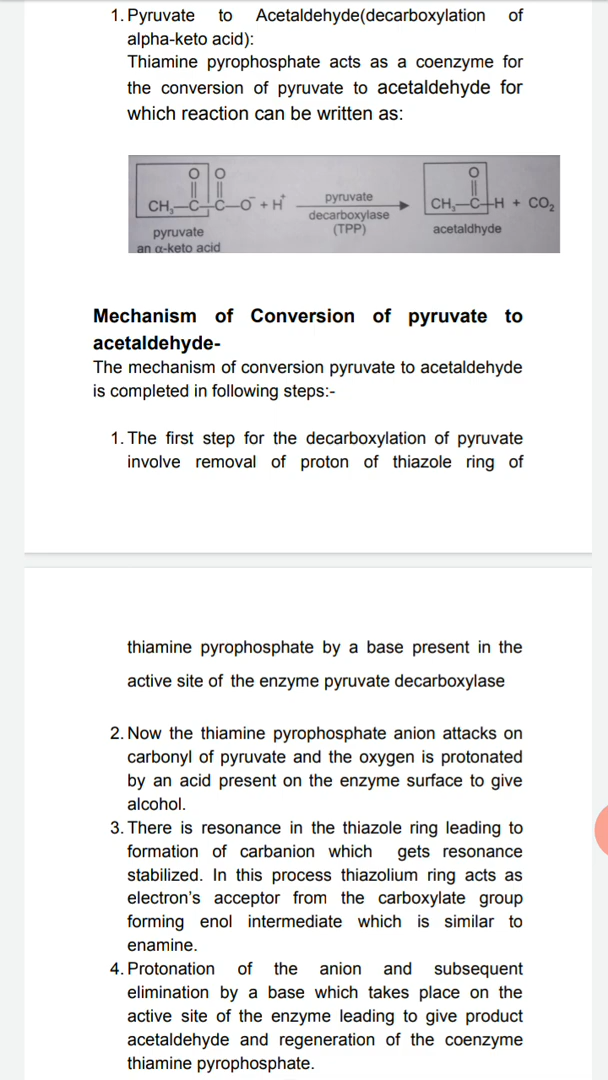 1. Pyruvate to Acetaldehyde(decarboxylation of
alpha-keto acid):
Thiamine pyrophosphate acts as a coenzyme for
the conversion of pyruvate to acetaldehyde for
which reaction can be written as:
O O
CH₃—C—C—O⁻ + H⁺
pyruvate
an α-keto acid
pyruvate
decarboxylase
(TPP)
O
CH₃—C—H + CO₂
acetaldhyde
Mechanism of Conversion of pyruvate to
acetaldehyde-
The mechanism of conversion pyruvate to acetaldehyde
is completed in following steps:-
1. The first step for the decarboxylation of pyruvate
involve removal of proton of thiazole ring of
thiamine pyrophosphate by a base present in the
active site of the enzyme pyruvate decarboxylase
2. Now the thiamine pyrophosphate anion attacks on
carbonyl of pyruvate and the oxygen is protonated
by an acid present on the enzyme surface to give
alcohol.
3. There is resonance in the thiazole ring leading to
formation of carbanion which gets resonance
stabilized. In this process thiazolium ring acts as
electron's acceptor from the carboxylate group
forming enol intermediate which is similar to
enamine.
4. Protonation of the anion and subsequent
elimination by a base which takes place on the
active site of the enzyme leading to give product
acetaldehyde and regeneration of the coenzyme
thiamine pyrophosphate.